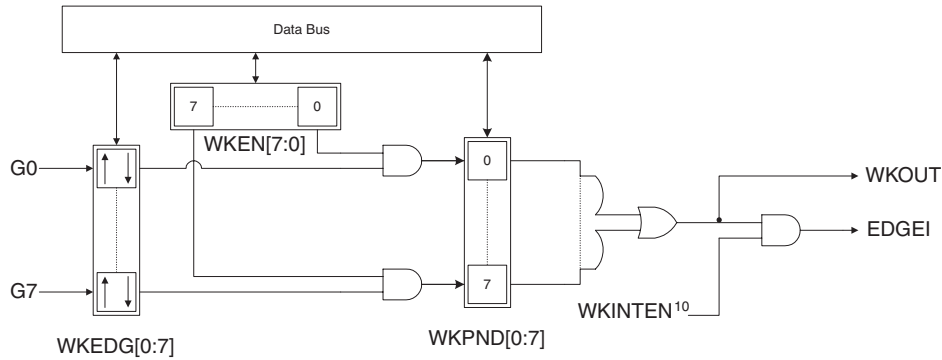 Data Bus
7
0
WKEN[7:0]
G0
0
WKOUT
EDGEI
G7
7
WKINTEN10
WKEDG[0:7]
WKPND[0:7]